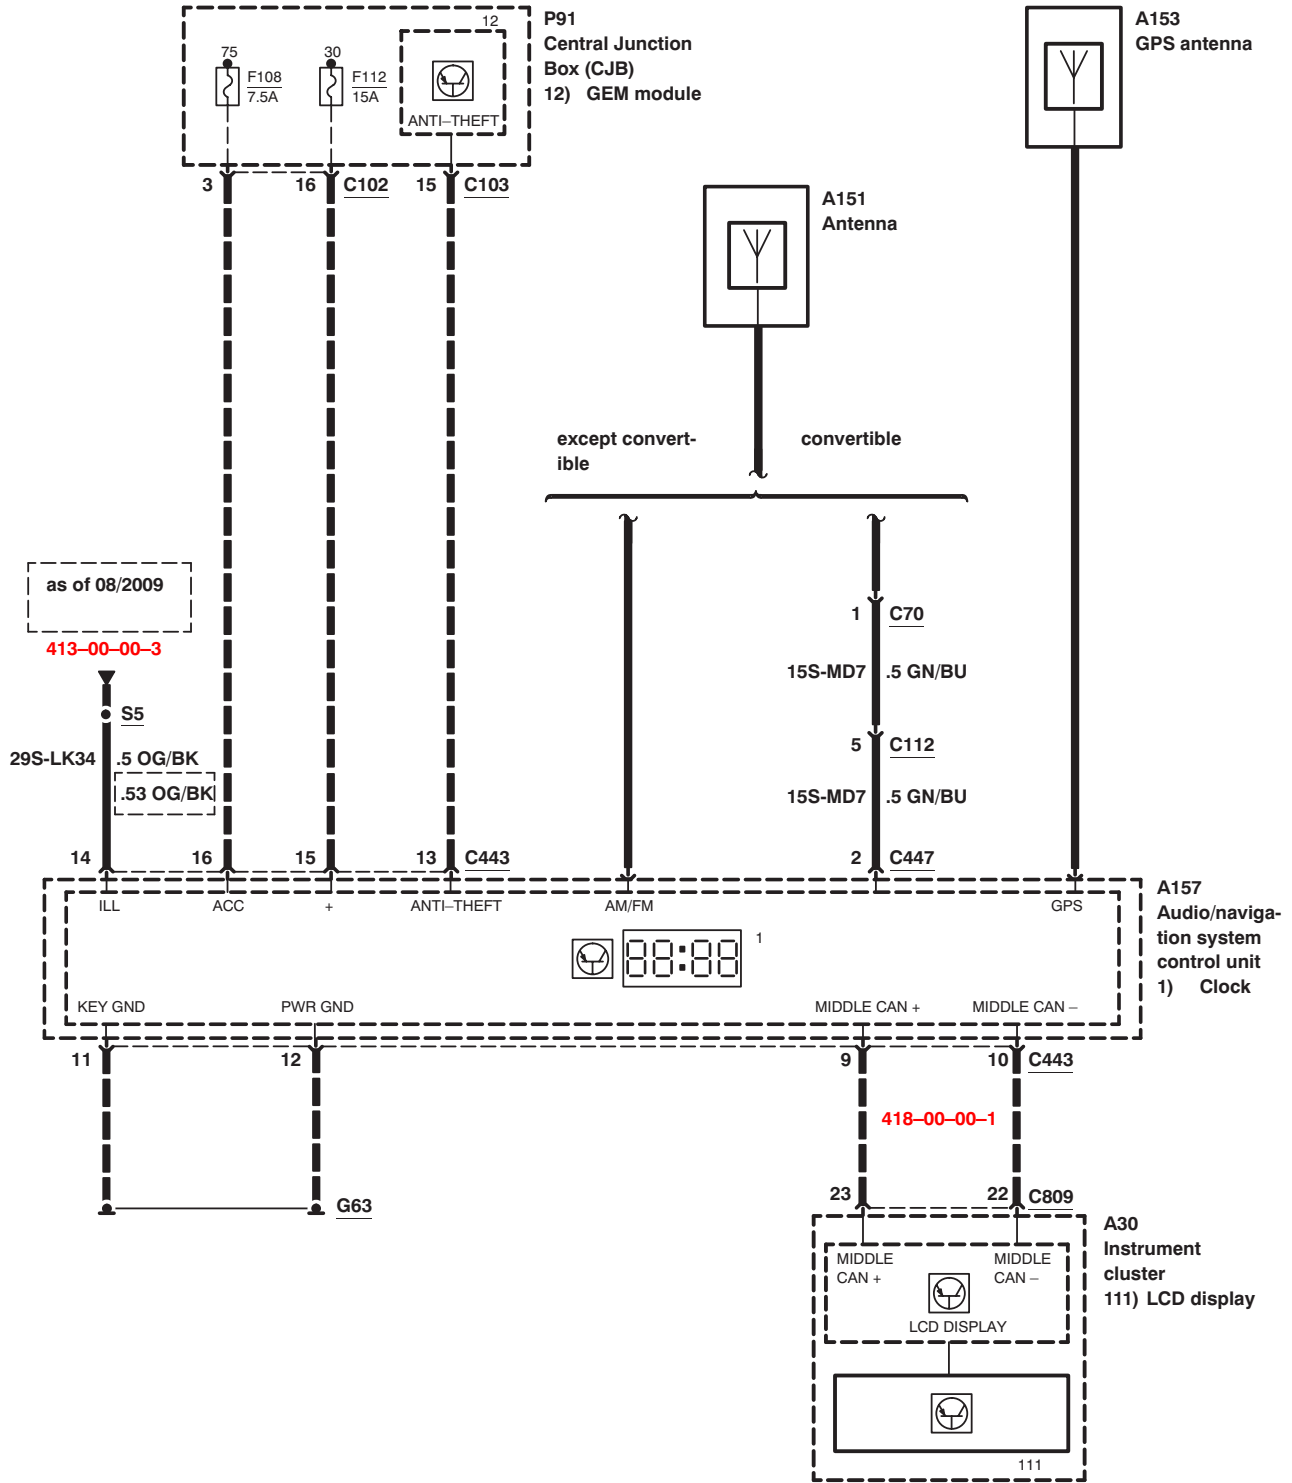 P91
Central Junction
Box (CJB)
12) GEM module
12
75
F108
7.5A
30
F112
15A
ANTI–THEFT
3
16
C102
15
C103
A153
GPS antenna
A151
Antenna
except convert-
ible
convertible
as of 08/2009
413–00–00–3
S5
29S-LK34
.5 OG/BK
.53 OG/BK
1
C70
15S-MD7
.5 GN/BU
5
C112
15S-MD7
.5 GN/BU
14
16
15
13
C443
2
C447
ILL
ACC
+
ANTI–THEFT
AM/FM
GPS
88:88
1
A157
Audio/naviga-
tion system
control unit
1) Clock
KEY GND
PWR GND
MIDDLE CAN +
MIDDLE CAN –
11
12
9
10
C443
418–00–00–1
G63
23
22
C809
A30
Instrument
cluster
111) LCD display
MIDDLE
CAN +
MIDDLE
CAN –
LCD DISPLAY
111